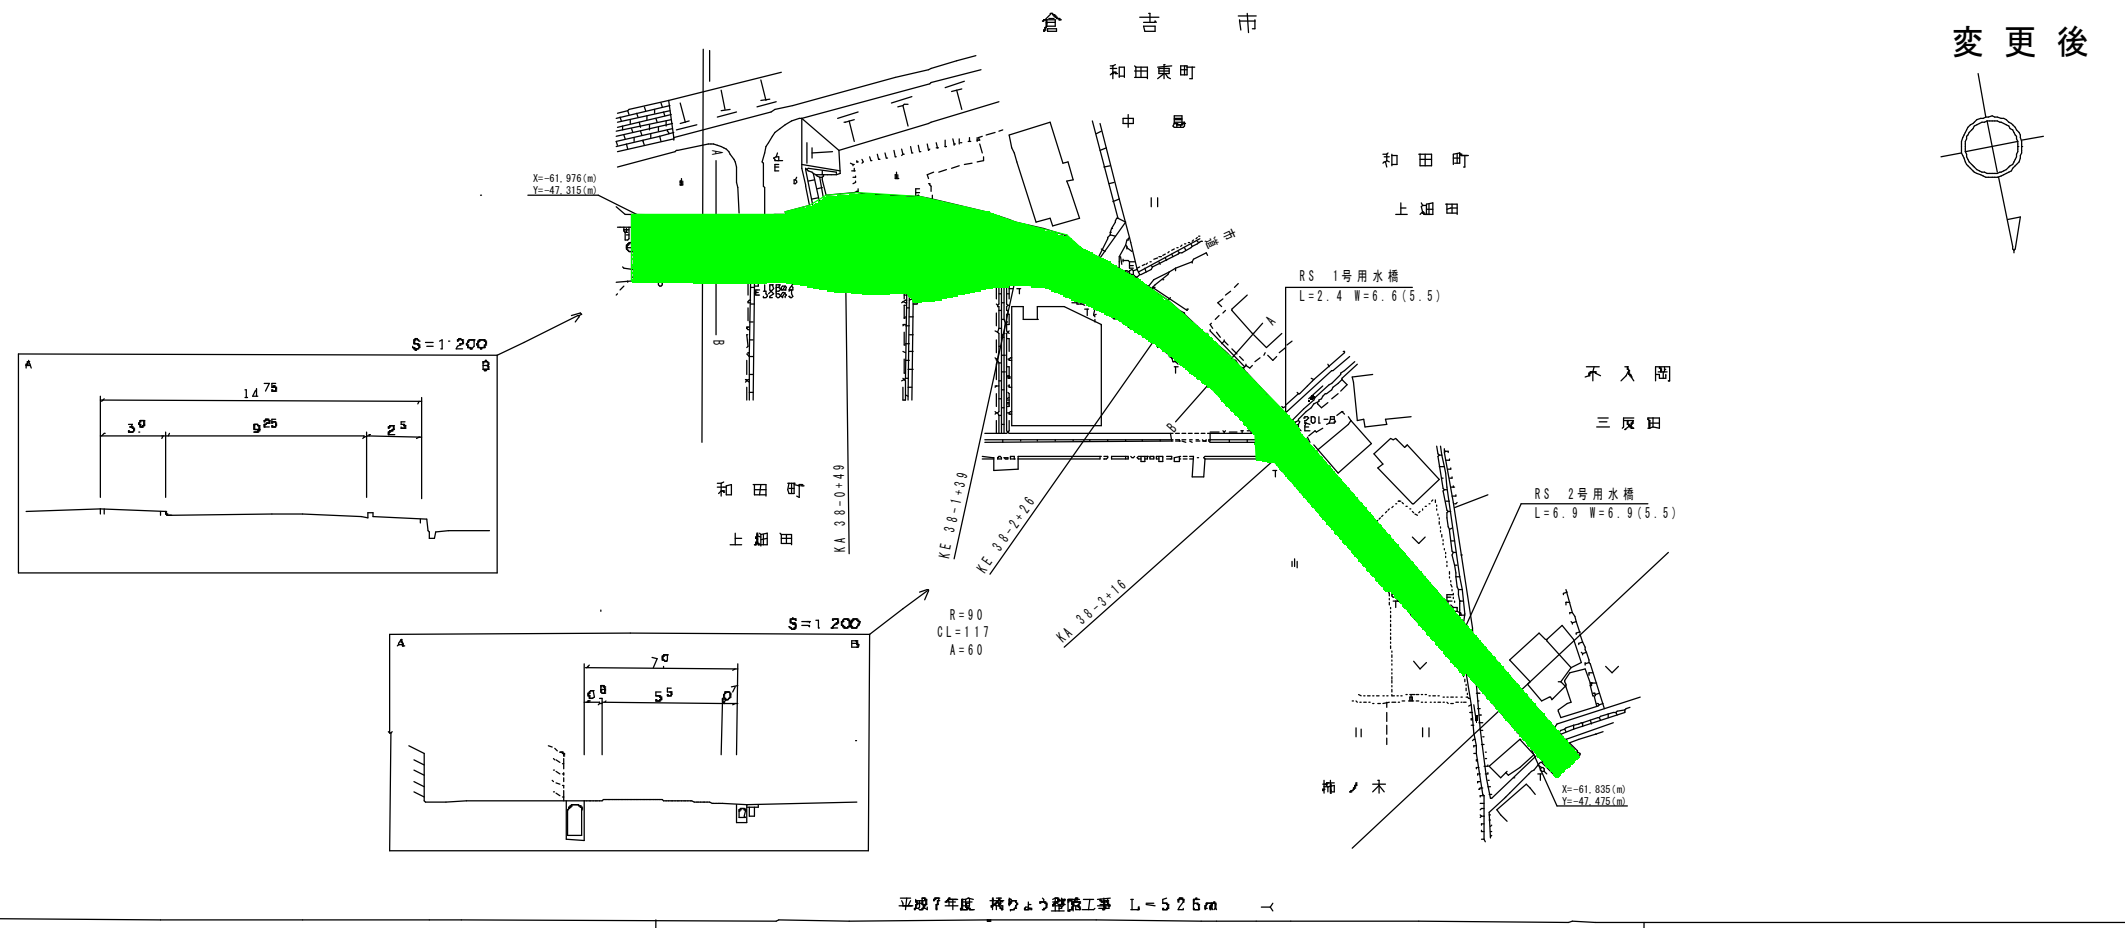 倉吉市
変更後
和田東町
中畠
和田町
上畑田
X=-61,976(m)
Y=-47,315(m)
市道
RS 1号用水橋
L=2.4 W=6.6(5.5)
S=1:200
A
B
14 75
3.0
9 25
2 5
不入岡
三反田
201-B
和田町
上畑田
KA 38-0+49
KE 38-1+39
KE 38-2+26
KA 38-3+16
RS 2号用水橋
L=6.9 W=6.9(5.5)
R=90
CL=117
A=60
S=1 200
A
B
7.0
0 8
5 5
0 7
柿ノ木
X=-61,835(m)
Y=-47,475(m)
平成7年度 橋りょう整備工事 L=526m